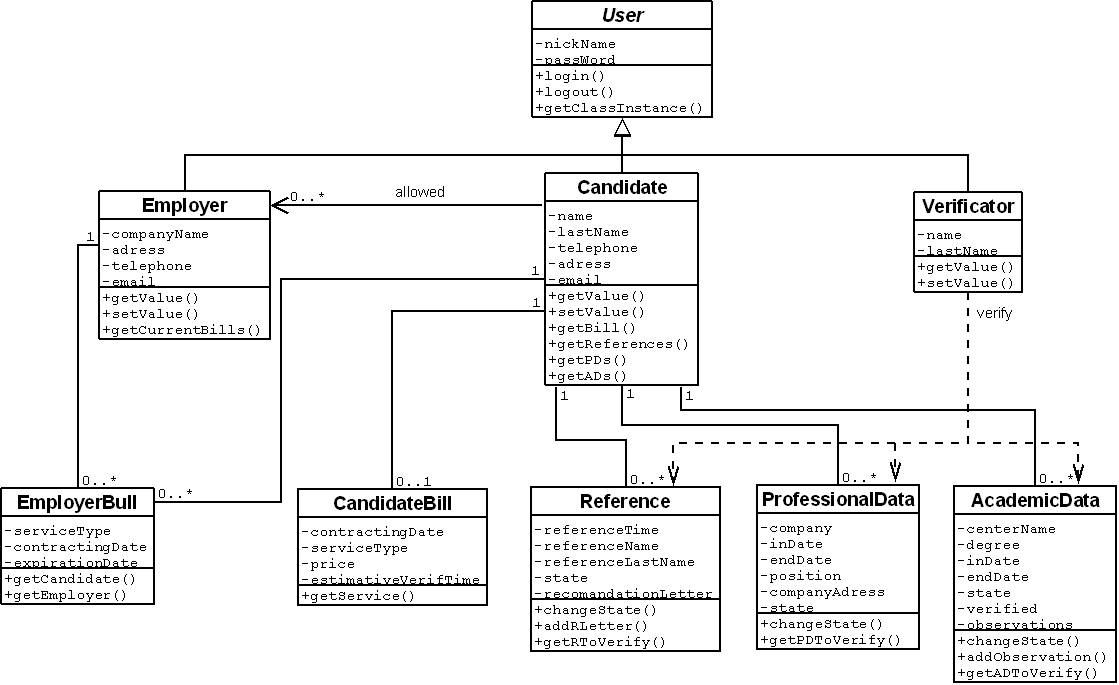 User
-nickName
-passWord
+login()
+logout()
+getClassInstance()
Employer
-companyName
-adress
-telephone
-email
+getValue()
+setValue()
+getCurrentBills()
0..*
allowed
Candidate
-name
-lastName
-telephone
-adress
-email
+getValue()
+setValue()
+getBill()
+getReferences()
+getPDs()
+getADs()
Verificator
-name
-lastName
+getValue()
+setValue()
verify
1
1
1
1
1
1
0..*
0..*
0..1
0..*
0..*
0..*
EmployerBull
-serviceType
-contractingDate
-expirationDate
+getCandidate()
+getEmployer()
CandidateBill
-contractingDate
-serviceType
-price
-estimativeVerifTime
+getService()
Reference
-referenceTime
-referenceName
-referenceLastName
-state
-recomandationLetter
+changeState()
+addRLetter()
+getRToVerify()
ProfessionalData
-company
-inDate
-endDate
-position
-companyAdress
-state
+changeState()
+getPDToVerify()
AcademicData
-centerName
-degree
-inDate
-endDate
-state
-verified
-observations
+changeState()
+addObservation()
+getADToVerify()